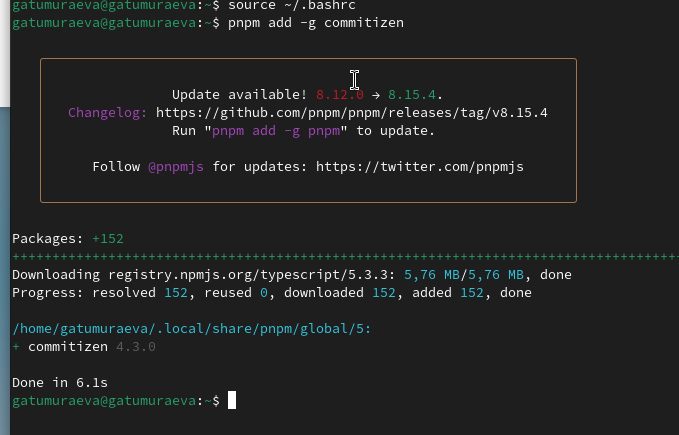 gatumuraeva@gatumuraeva:~$ source ~/.bashrc
gatumuraeva@gatumuraeva:~$ pnpm add -g commitizen
Update available! 8.12.0 → 8.15.4.
Changelog: https://github.com/pnpm/pnpm/releases/tag/v8.15.4
Run "pnpm add -g pnpm" to update.
Follow @pnpmjs for updates: https://twitter.com/pnpmjs
Packages: +152
++++++++++++++++++++++++++++++++++++++++++++++++++++++++++++++++++++++++++++++++++++
Downloading registry.npmjs.org/typescript/5.3.3: 5,76 MB/5,76 MB, done
Progress: resolved 152, reused 0, downloaded 152, added 152, done
/home/gatumuraeva/.local/share/pnpm/global/5:
+ commitizen 4.3.0
Done in 6.1s
gatumuraeva@gatumuraeva:~$